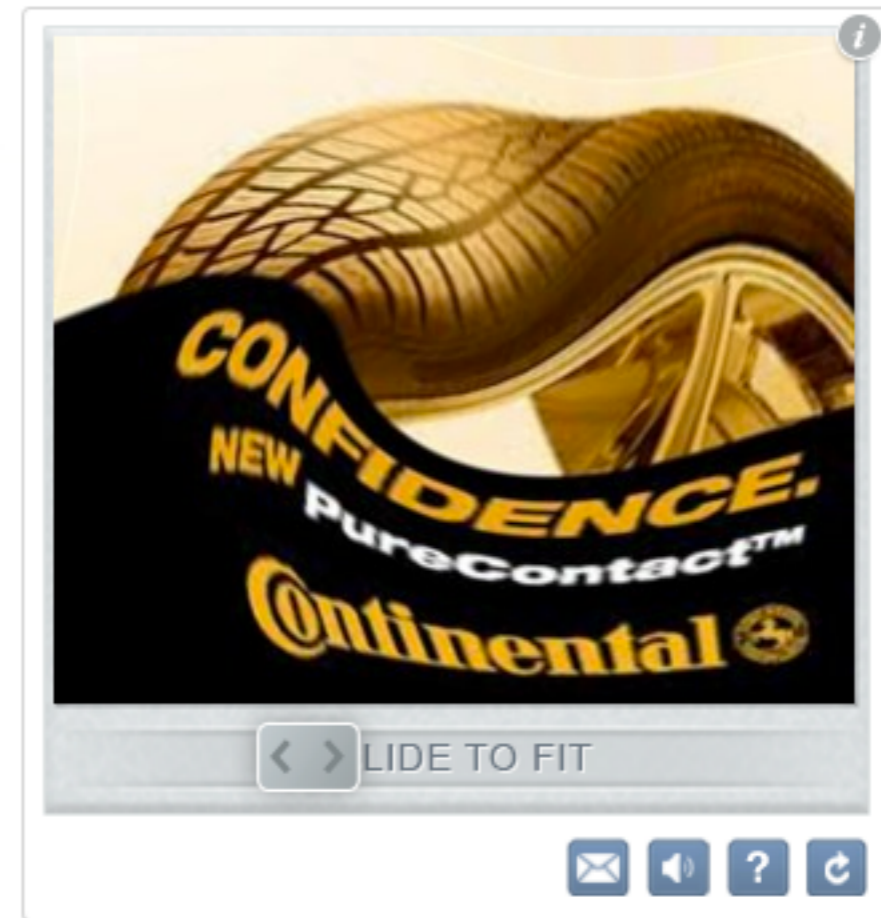 CONFIDENCE.
NEW
PureContact™
Continental
LIDE TO FIT